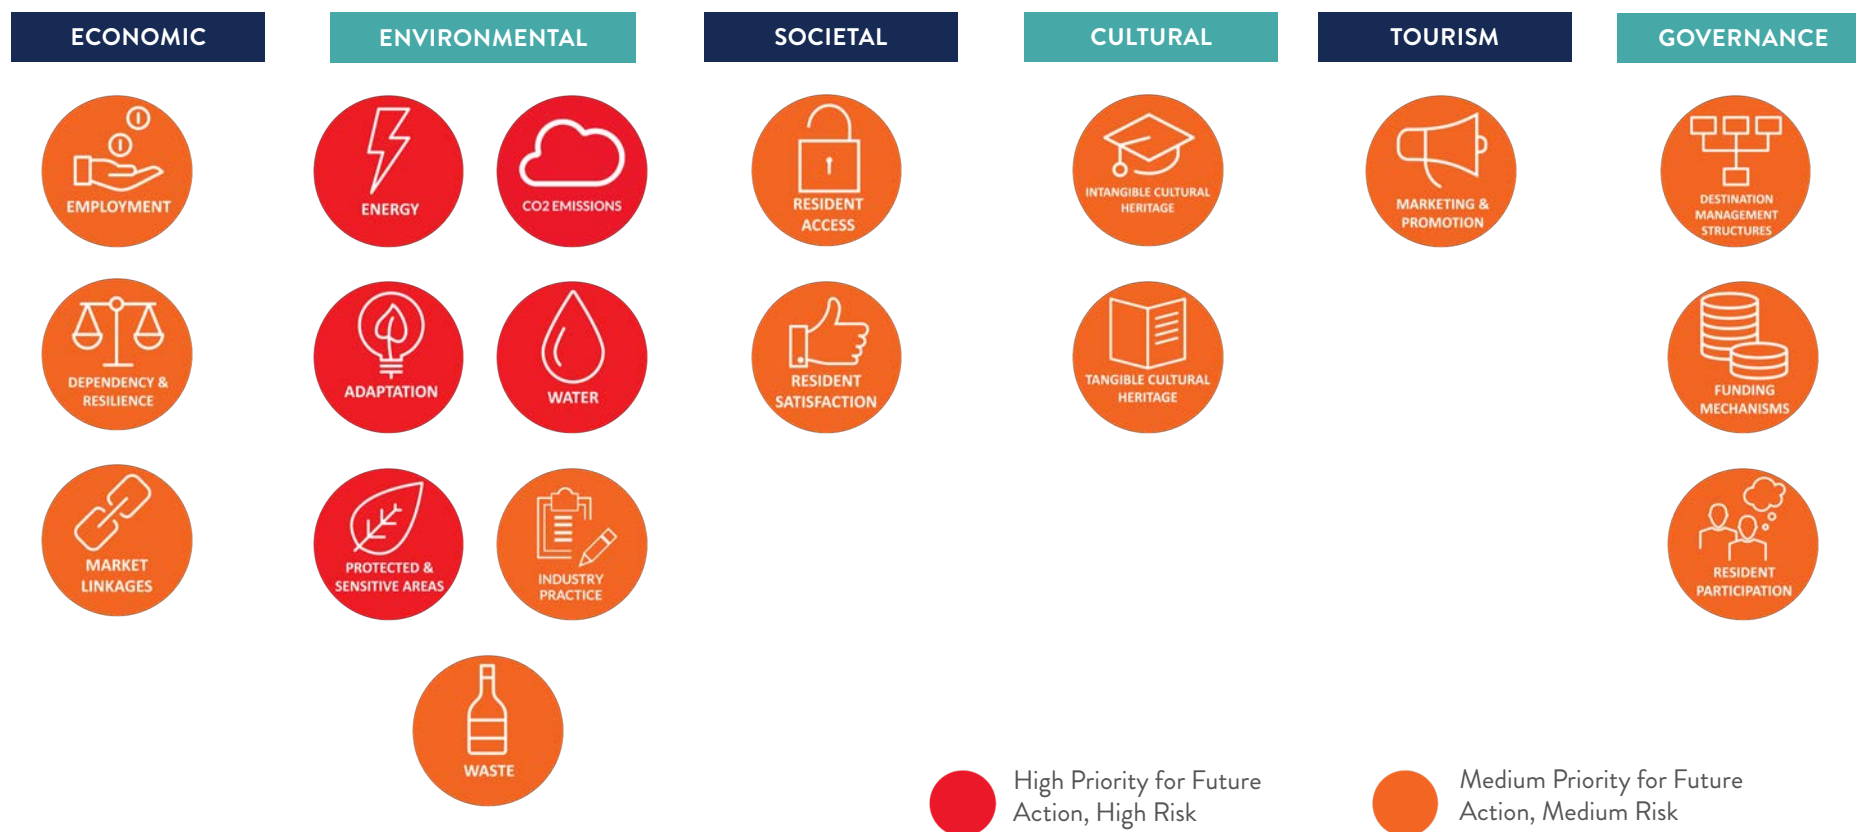 ECONOMIC
ENVIRONMENTAL
SOCIETAL
CULTURAL
TOURISM
GOVERNANCE
EMPLOYMENT
ENERGY
CO2 EMISSIONS
RESIDENT
ACCESS
INTANGIBLE CULTURAL
HERITAGE
MARKETING &
PROMOTION
DESTINATION
MANAGEMENT
STRUCTURES
DEPENDENCY &
RESILIENCE
ADAPTATION
WATER
RESIDENT
SATISFACTION
TANGIBLE CULTURAL
HERITAGE
FUNDING
MECHANISMS
MARKET
LINKAGES
PROTECTED &
SENSITIVE AREAS
INDUSTRY
PRACTICE
RESIDENT
PARTICIPATION
WASTE
High Priority for Future
Action, High Risk
Medium Priority for Future
Action, Medium Risk